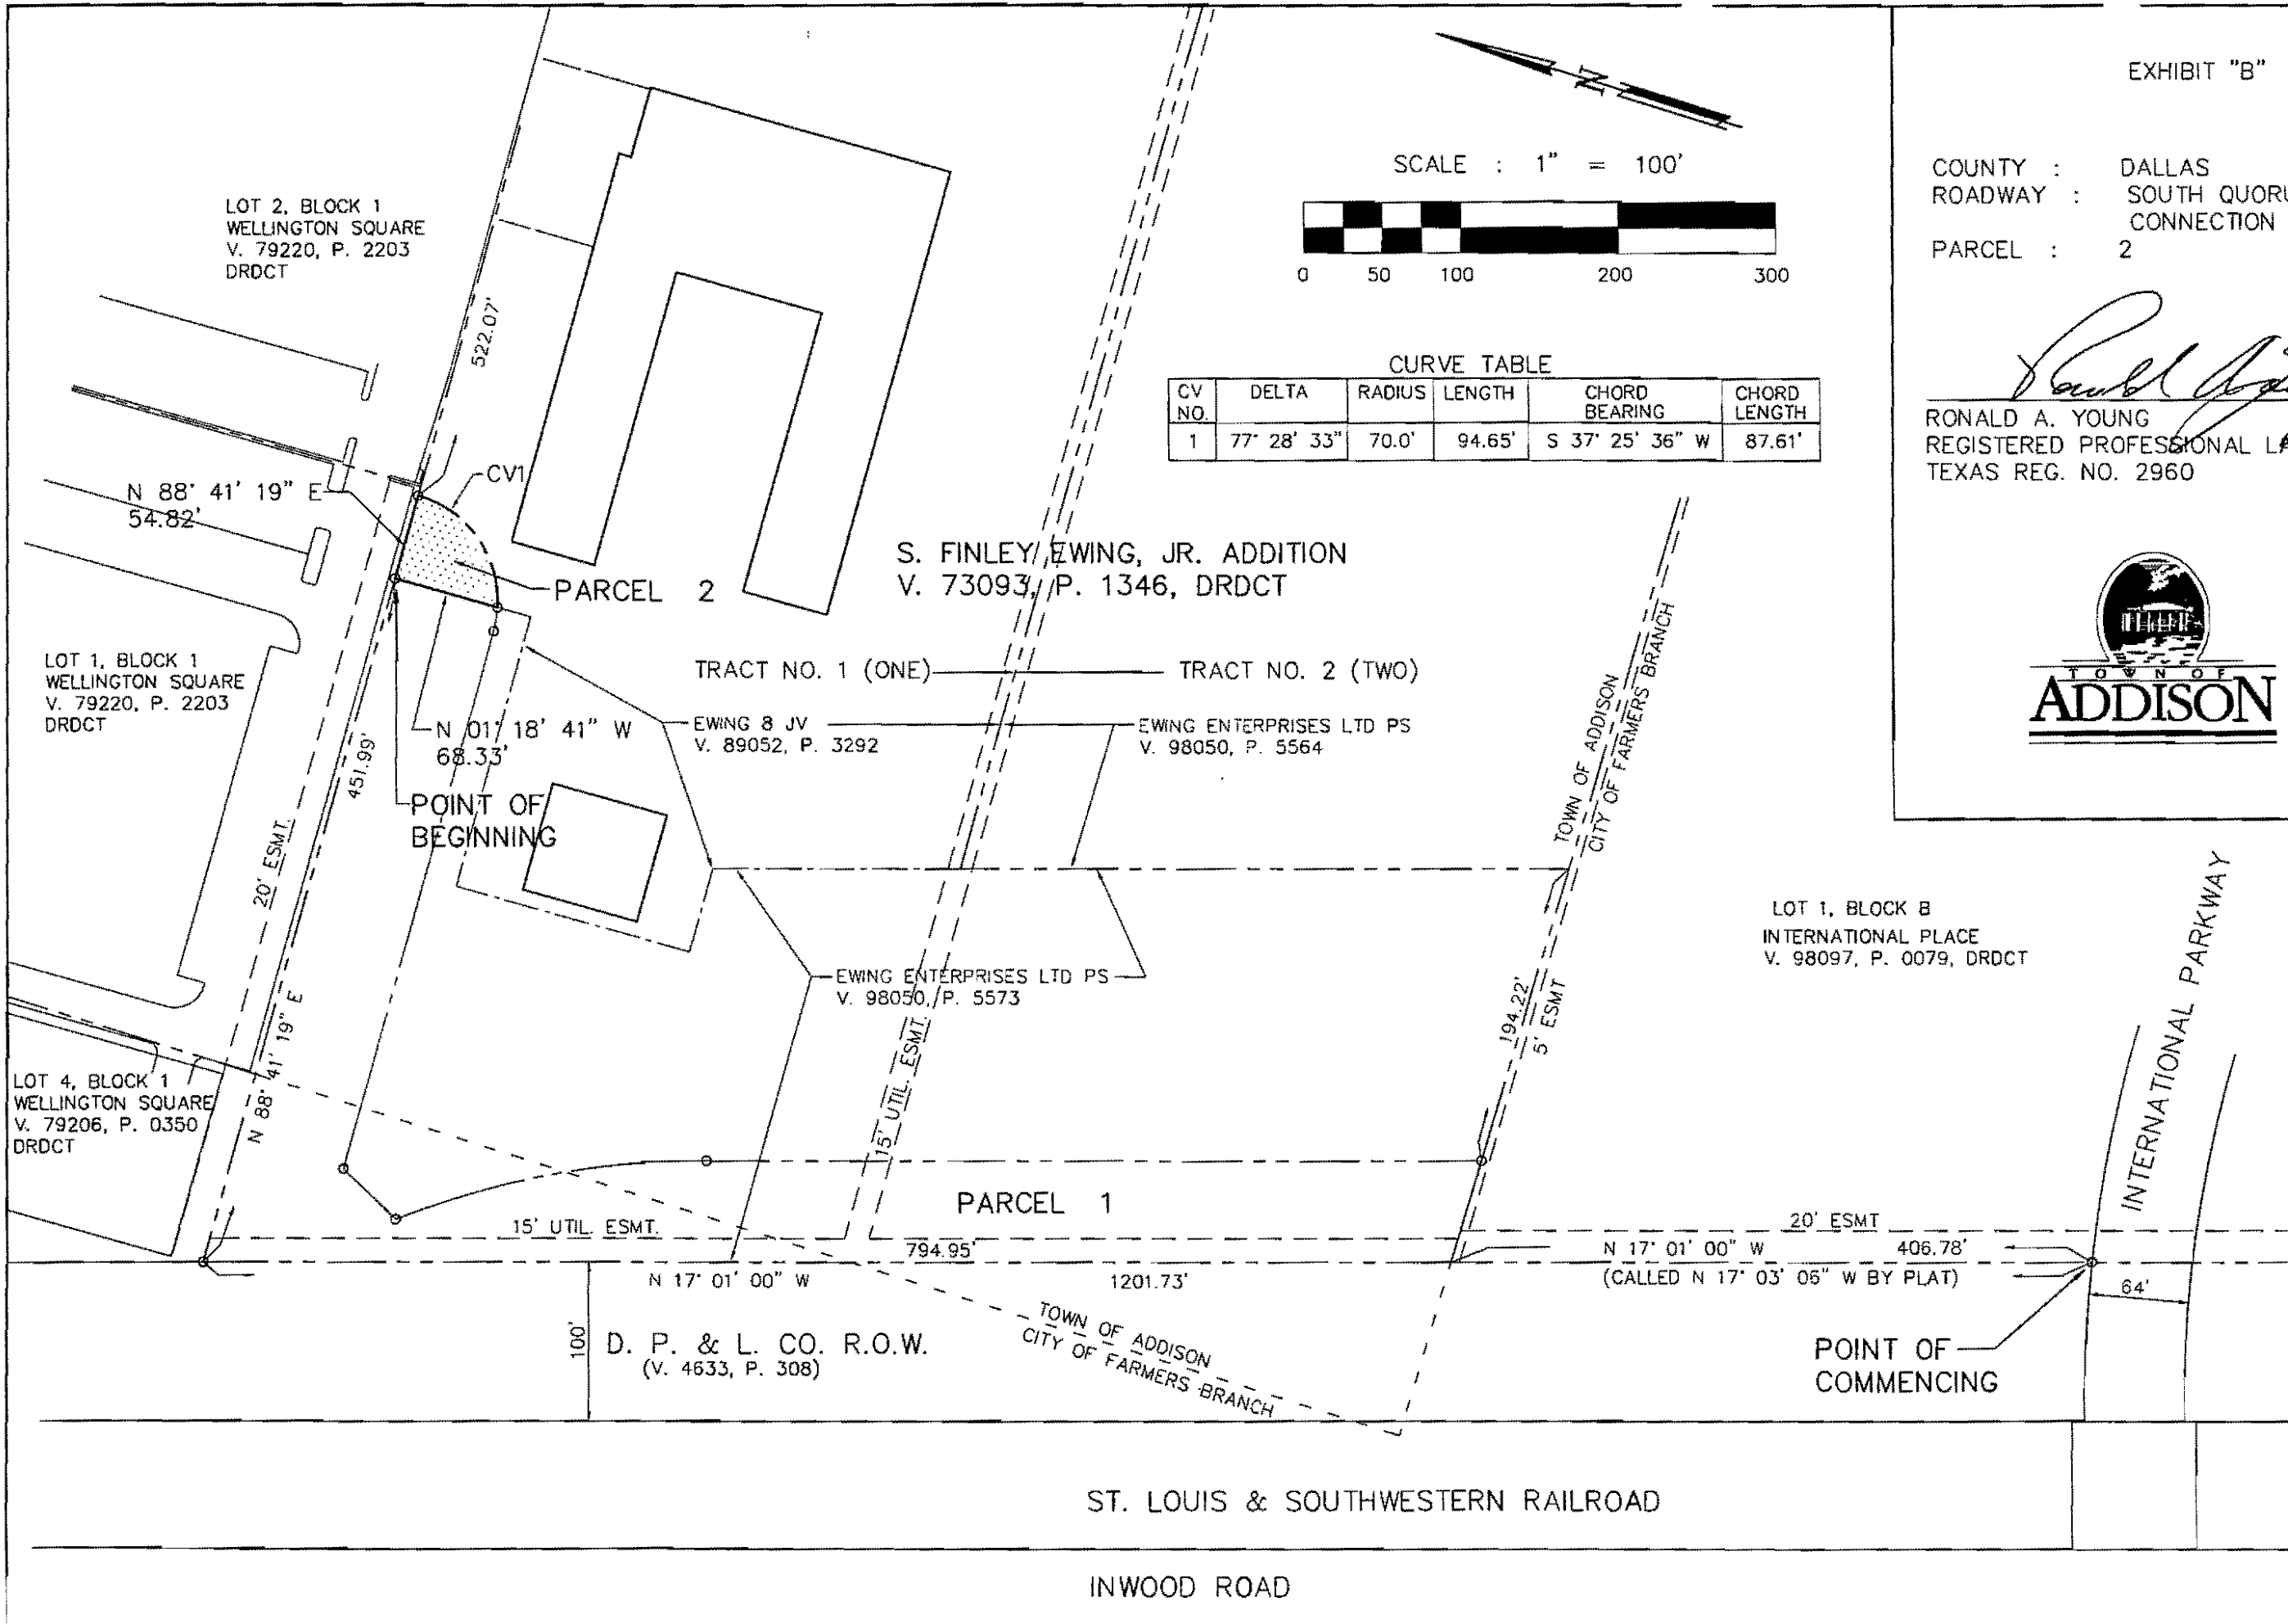 EXHIBIT "B"
COUNTY : DALLAS
ROADWAY : SOUTH
CONNECTION
PARCEL : 2
RONALD A. YOUNG
REGISTERED PROFESSIONAL
TEXAS REG. NO. 2960
TOWN OF
ADDISON
SCALE : 1" = 100'
0 50 100 200 300
CURVE TABLE
CV NO. DELTA RADIUS LENGTH CHORD BEARING CHORD LENGTH
1 77° 28' 33" 70.0' 94.65' S 37° 25' 36" W 87.61'
LOT 2, BLOCK 1
WELLINGTON SQUARE
V. 79220, P. 2203
DRDCT
522.07'
CV1
N 88° 41' 19" E
54.82'
PARCEL 2
S. FINLEY EWING, JR. ADDITION
V. 73093, P. 1346, DRDCT
LOT 1, BLOCK 1
WELLINGTON SQUARE
V. 79220, P. 2203
DRDCT
TRACT NO. 1 (ONE)
TRACT NO. 2 (TWO)
N 01° 18' 41" W
68.33'
EWING 8 JV
V. 89052, P. 3292
EWING ENTERPRISES LTD PS
V. 98050, P. 5564
TOWN OF ADDISON
CITY OF FARMERS BRANCH
451.99'
POINT OF
BEGINNING
20' ESMT.
EWING ENTERPRISES LTD PS
V. 98050, P. 5573
LOT 1, BLOCK B
INTERNATIONAL PLACE
V. 98097, P. 0079, DRDCT
INTERNATIONAL PARKWAY
194.22'
5' ESMT
15' UTIL. ESMT.
N 88° 41' 19" E
LOT 4, BLOCK 1
WELLINGTON SQUARE
V. 79206, P. 0350
DRDCT
PARCEL 1
15' UTIL. ESMT.
794.95'
20' ESMT
N 17° 01' 00" W
1201.73'
N 17° 01' 00" W 406.78'
(CALLED N 17° 03' 06" W BY PLAT)
64'
100'
D. P. & L. CO. R.O.W.
(V. 4633, P. 308)
TOWN OF ADDISON
CITY OF FARMERS BRANCH
POINT OF
COMMENCING
ST. LOUIS & SOUTHWESTERN RAILROAD
INWOOD ROAD
N